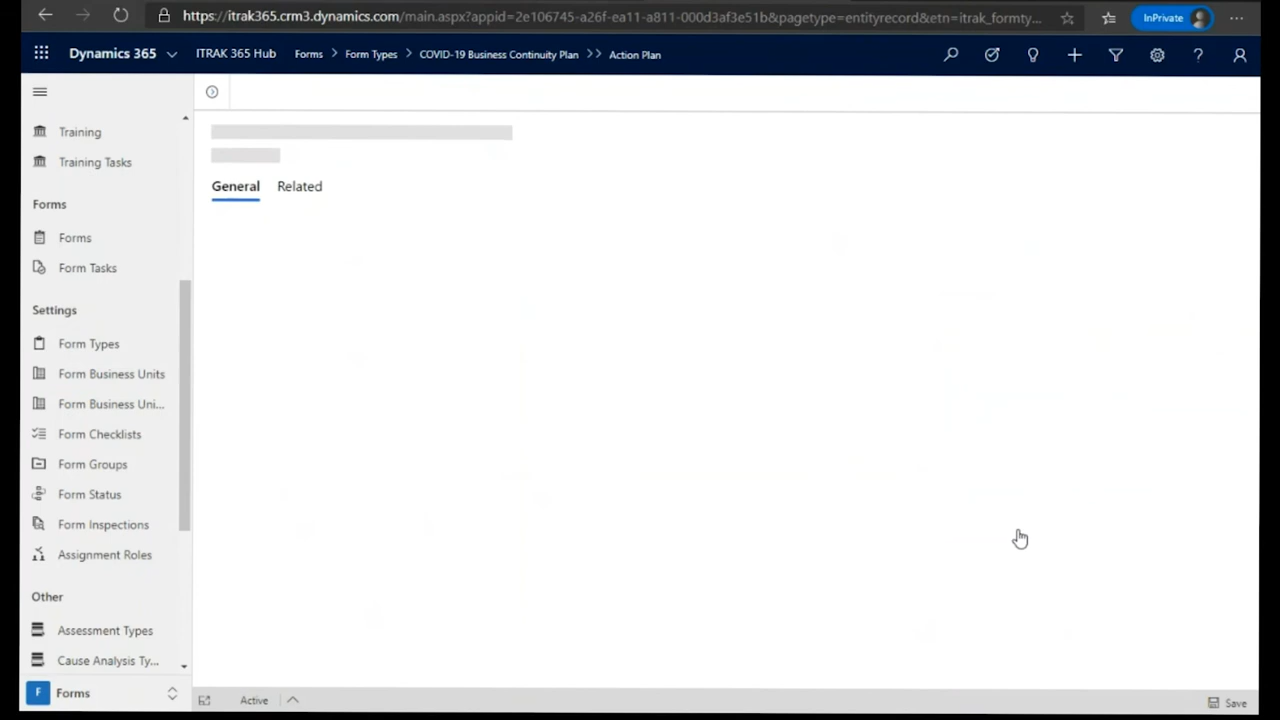 https://itrak365.crm3.dynamics.com/main.aspx?appid=2e106745-a26f-ea11-a811-000d3af3e51b&pagetype=entityrecord&etn=itrak_formty...
InPrivate
Dynamics 365
ITRAK 365 Hub
Forms > Form Types > COVID-19 Business Continuity Plan >> Action Plan
Training
Training Tasks
Forms
Forms
Form Tasks
Settings
Form Types
Form Business Units
Form Business Uni...
Form Checklists
Form Groups
Form Status
Form Inspections
Assignment Roles
Other
Assessment Types
Cause Analysis Ty...
F Forms
General
Related
Active
Save